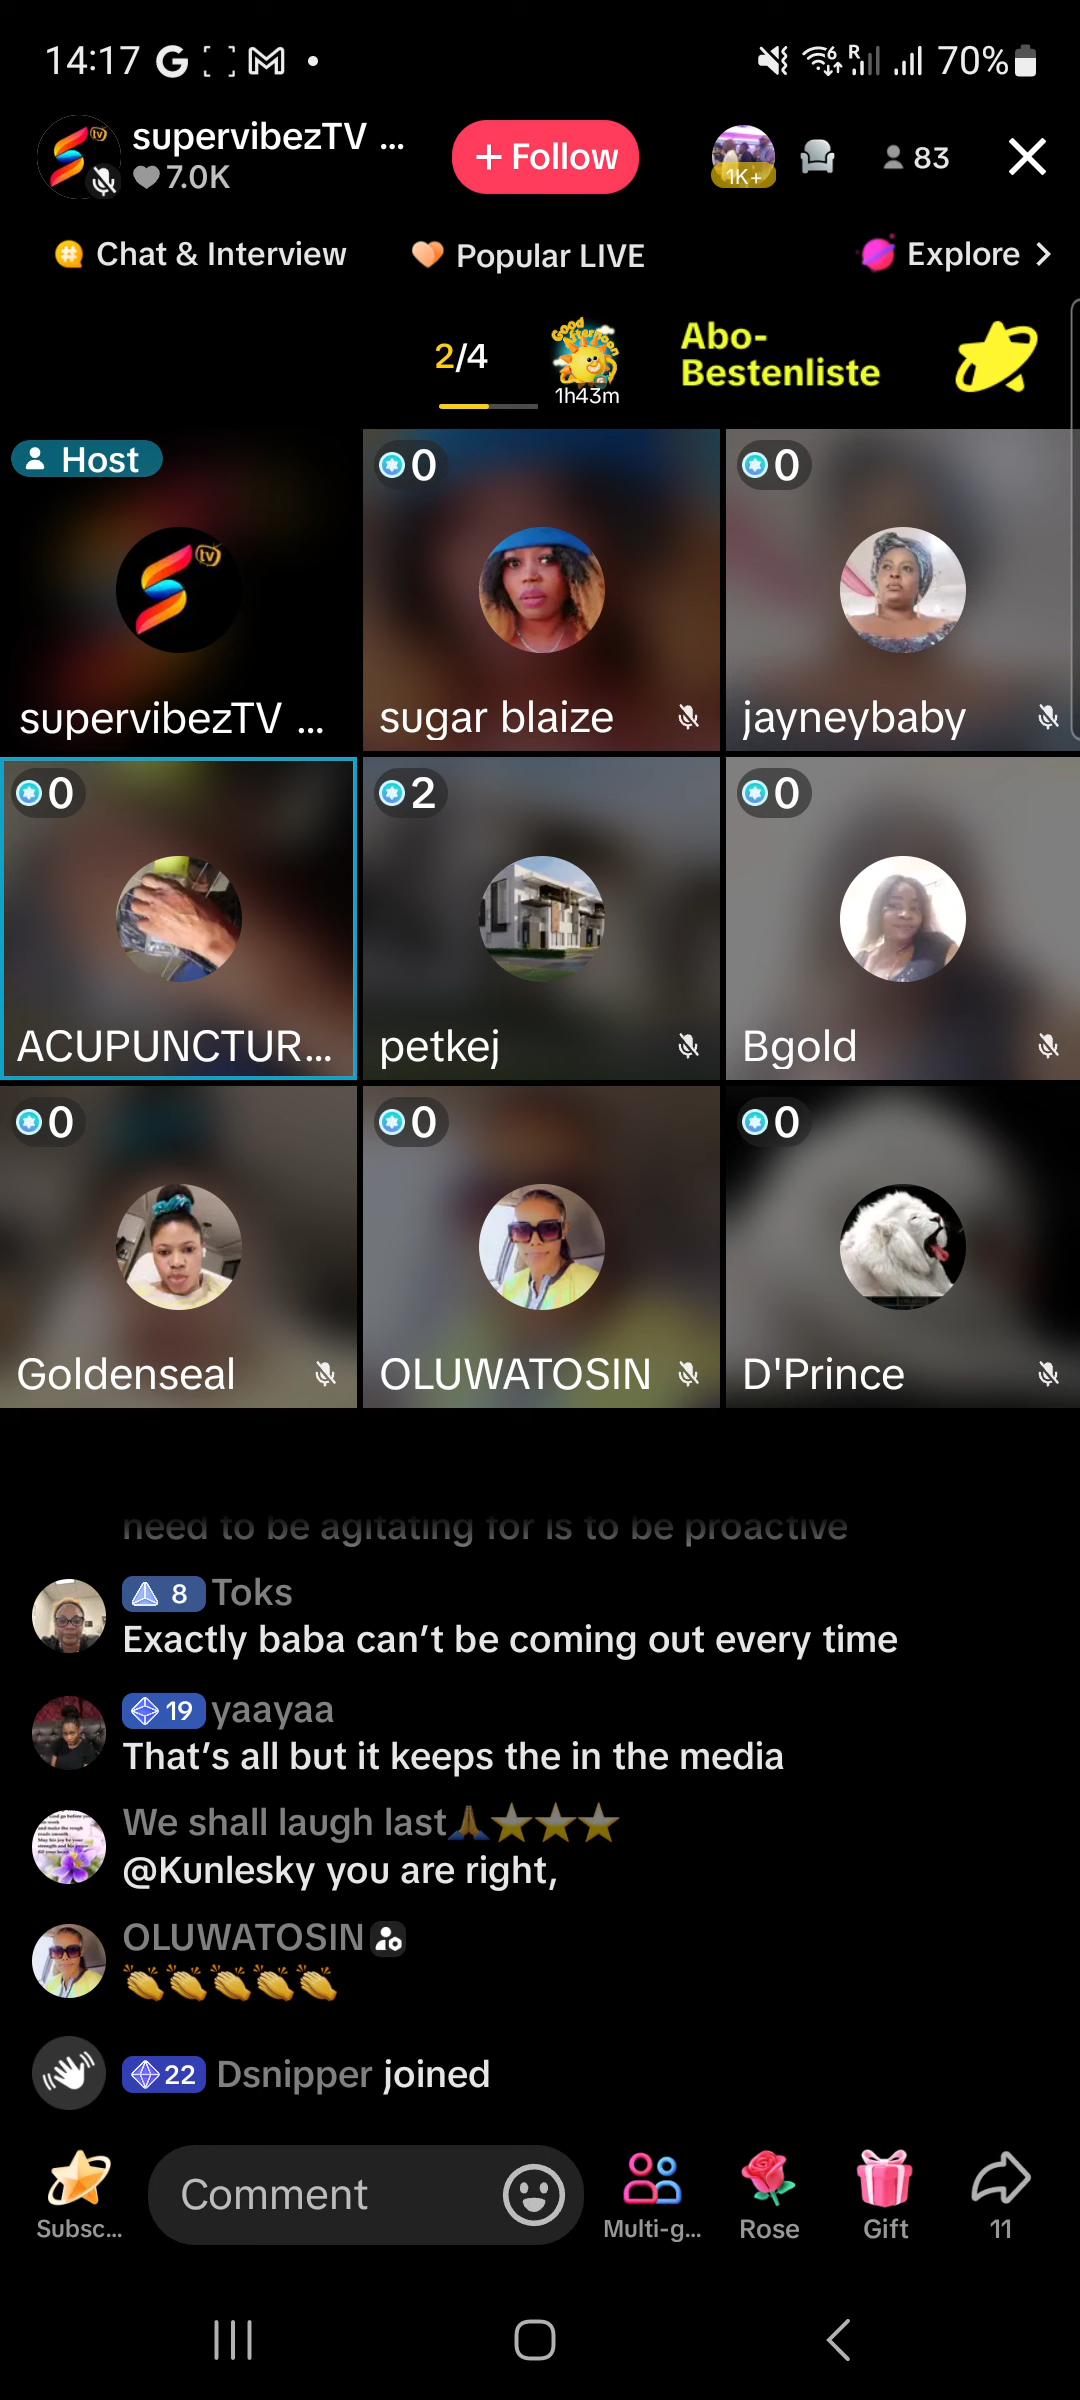 14:17
70%
supervibezTV ...
7.0K
+ Follow
1K+
83
Chat & Interview
Popular LIVE
Explore >
2/4
Good Afternoon
1h43m
Abo-
Bestenliste
Host
0
0
tv
supervibezTV ...
sugar blaize
jayneybaby
0
2
0
ACUPUNCTUR...
petkej
Bgold
0
0
0
Goldenseal
OLUWATOSIN
D'Prince
need to be agitating for is to be proactive
8 Toks
Exactly baba can’t be coming out every time
19 yaayaa
That’s all but it keeps the in the media
We shall laugh last🙏⭐⭐⭐
@Kunlesky you are right,
OLUWATOSIN
👏👏👏👏👏
22 Dsnipper joined
Comment
Subsc...
Multi-g...
Rose
Gift
11